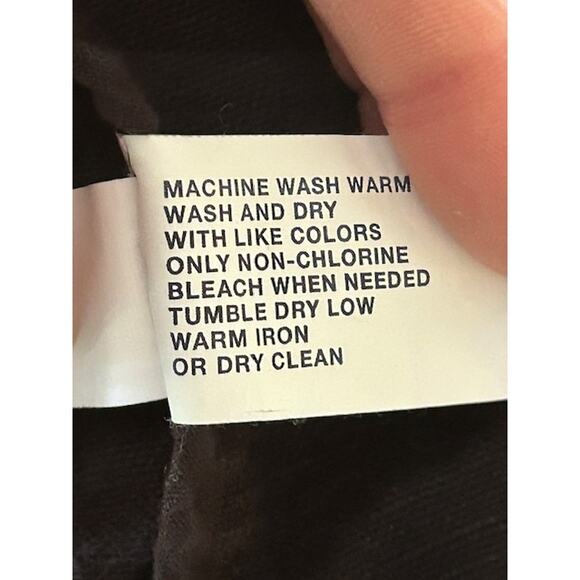 MACHINE WASH WARM
WASH AND DRY
WITH LIKE COLORS
ONLY NON-CHLORINE
BLEACH WHEN NEEDED
TUMBLE DRY LOW
WARM IRON
OR DRY CLEAN